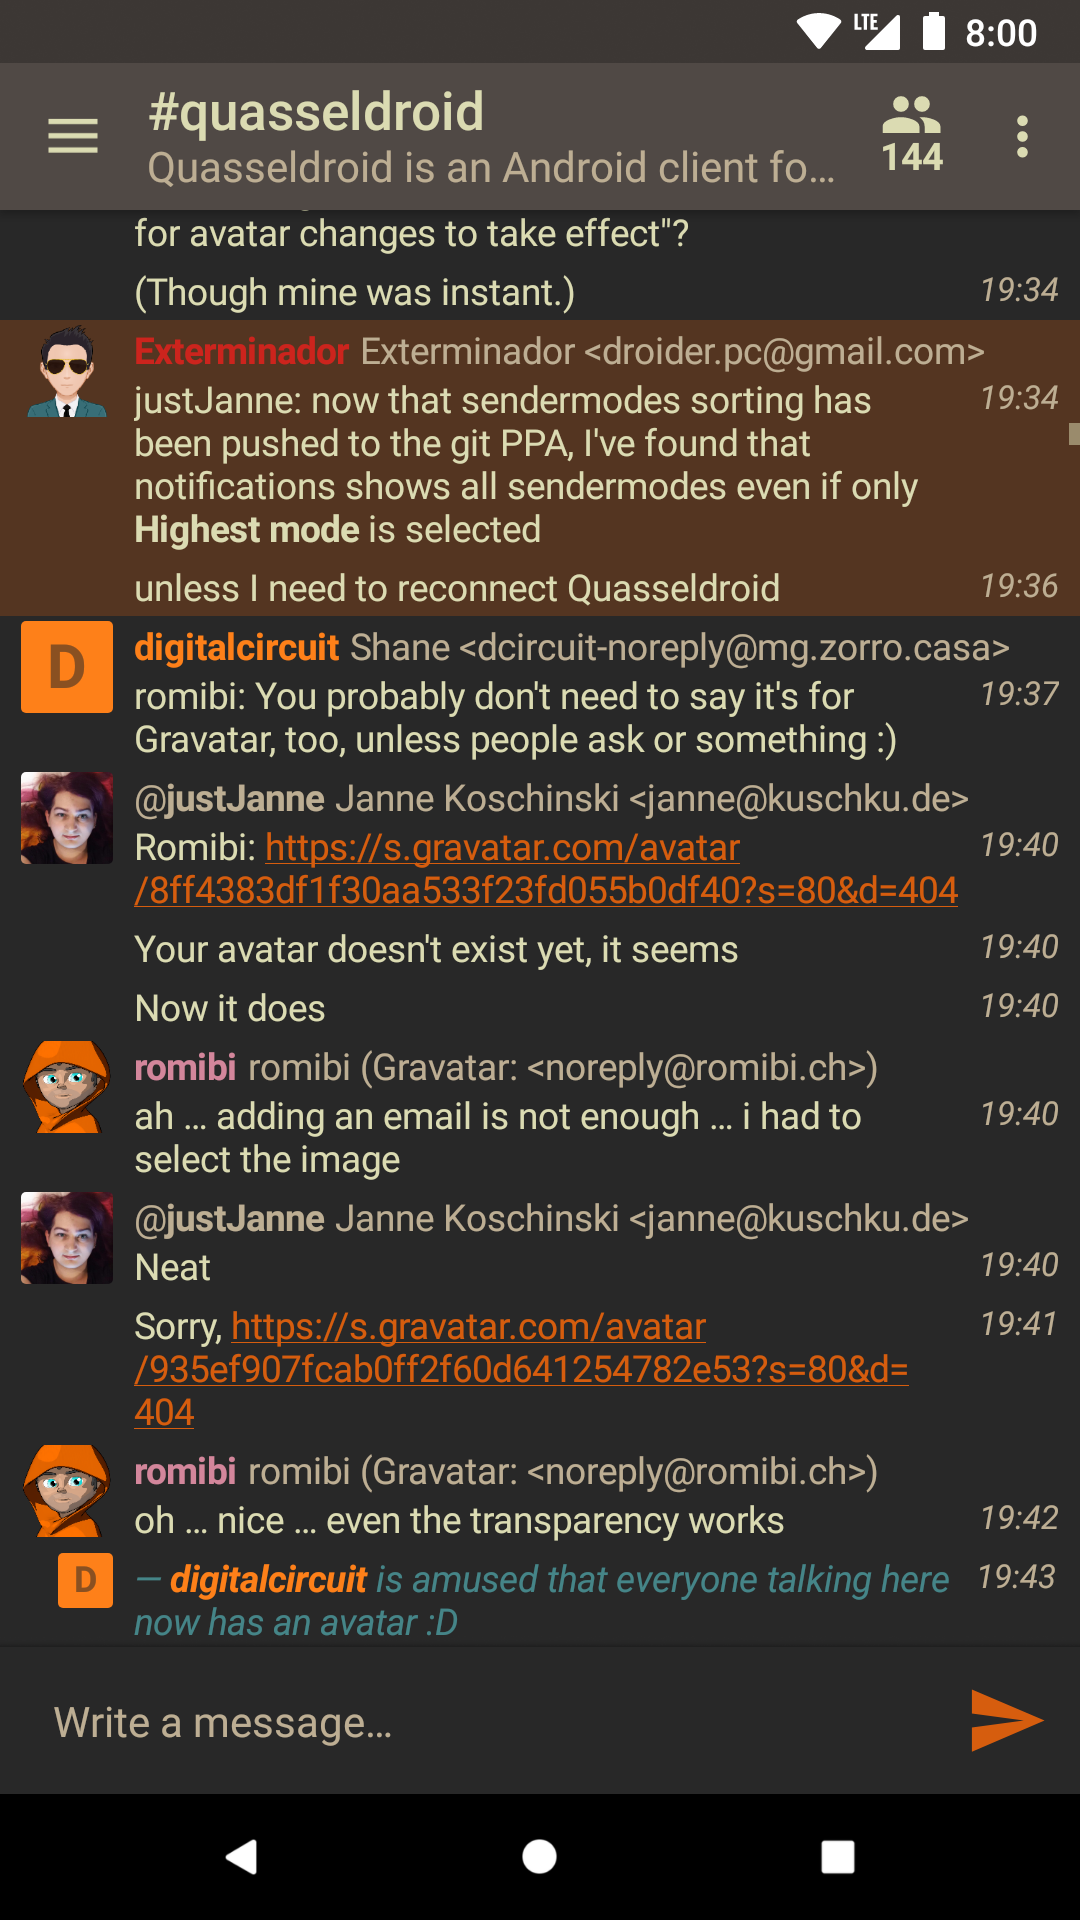 LTE 8:00
#quasseldroid
Quasseldroid is an Android client fo…
144
for avatar changes to take effect"?
(Though mine was instant.) 19:34
Exterminador Exterminador <droider.pc@gmail.com>
justJanne: now that sendermodes sorting has 19:34
been pushed to the git PPA, I've found that
notifications shows all sendermodes even if only
Highest mode is selected
unless I need to reconnect Quasseldroid 19:36
D digitalcircuit Shane <dcircuit-noreply@mg.zorro.casa>
romibi: You probably don't need to say it's for 19:37
Gravatar, too, unless people ask or something :)
@justJanne Janne Koschinski <janne@kuschku.de>
Romibi: https://s.gravatar.com/avatar 19:40
/8ff4383df1f30aa533f23fd055b0df40?s=80&d=404
Your avatar doesn't exist yet, it seems 19:40
Now it does 19:40
romibi romibi (Gravatar: <noreply@romibi.ch>)
ah … adding an email is not enough … i had to 19:40
select the image
@justJanne Janne Koschinski <janne@kuschku.de>
Neat 19:40
Sorry, https://s.gravatar.com/avatar 19:41
/935ef907fcab0ff2f60d641254782e53?s=80&d=
404
romibi romibi (Gravatar: <noreply@romibi.ch>)
oh … nice … even the transparency works 19:42
D — digitalcircuit is amused that everyone talking here 19:43
now has an avatar :D
Write a message…